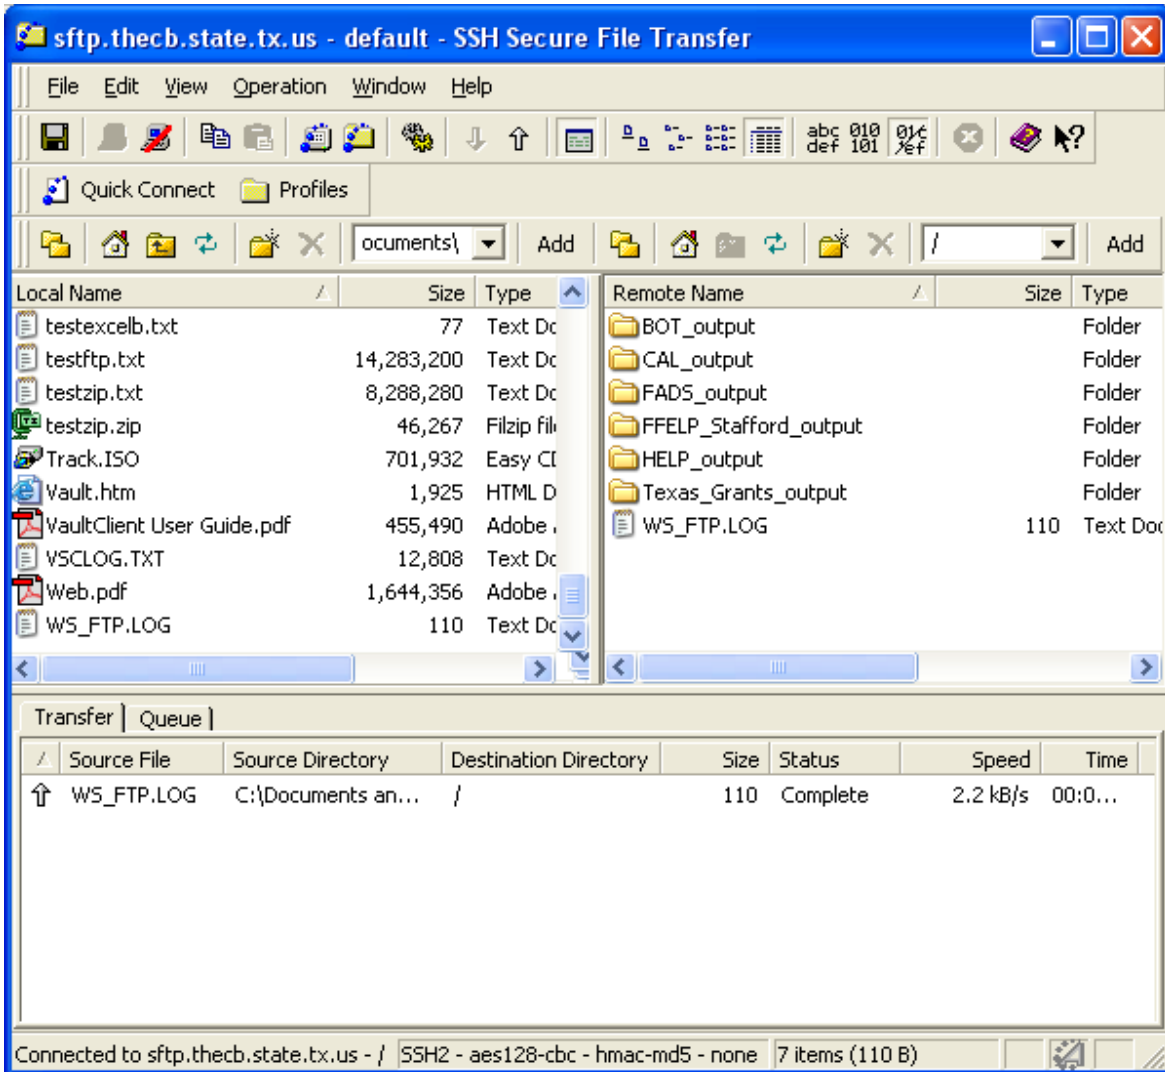 sftp.thecb.state.tx.us - default - SSH Secure File Transfer
File Edit View Operation Window Help
abc def 010 101
Quick Connect Profiles
ocuments\ Add / Add
Local Name Size Type
testexcelb.txt 77 Text Do
testftp.txt 14,283,200 Text Do
testzip.txt 8,288,280 Text Do
testzip.zip 46,267 Filzip fil
Track.ISO 701,932 Easy CD
Vault.htm 1,925 HTML D
VaultClient User Guide.pdf 455,490 Adobe
VSCLOG.TXT 12,808 Text Do
Web.pdf 1,644,356 Adobe
WS_FTP.LOG 110 Text Do
Remote Name Size Type
BOT_output Folder
CAL_output Folder
FADS_output Folder
FFELP_Stafford_output Folder
HELP_output Folder
Texas_Grants_output Folder
WS_FTP.LOG 110 Text Doc
Transfer Queue
Source File Source Directory Destination Directory Size Status Speed Time
WS_FTP.LOG C:\Documents an... / 110 Complete 2.2 kB/s 00:0...
Connected to sftp.thecb.state.tx.us - / SSH2 - aes128-cbc - hmac-md5 - none 7 items (110 B)